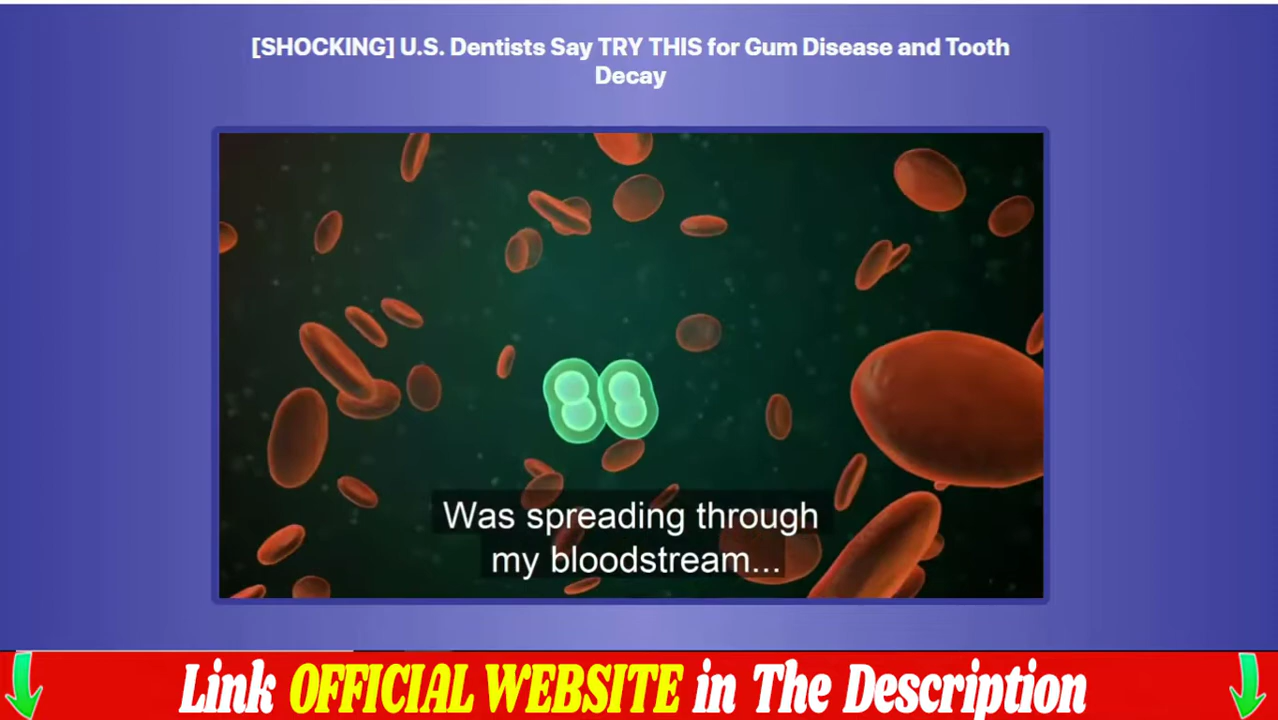 [SHOCKING] U.S. Dentists Say TRY THIS for Gum Disease and Tooth
Decay
Was spreading through
my bloodstream...
Link OFFICIAL WEBSITE in The Description